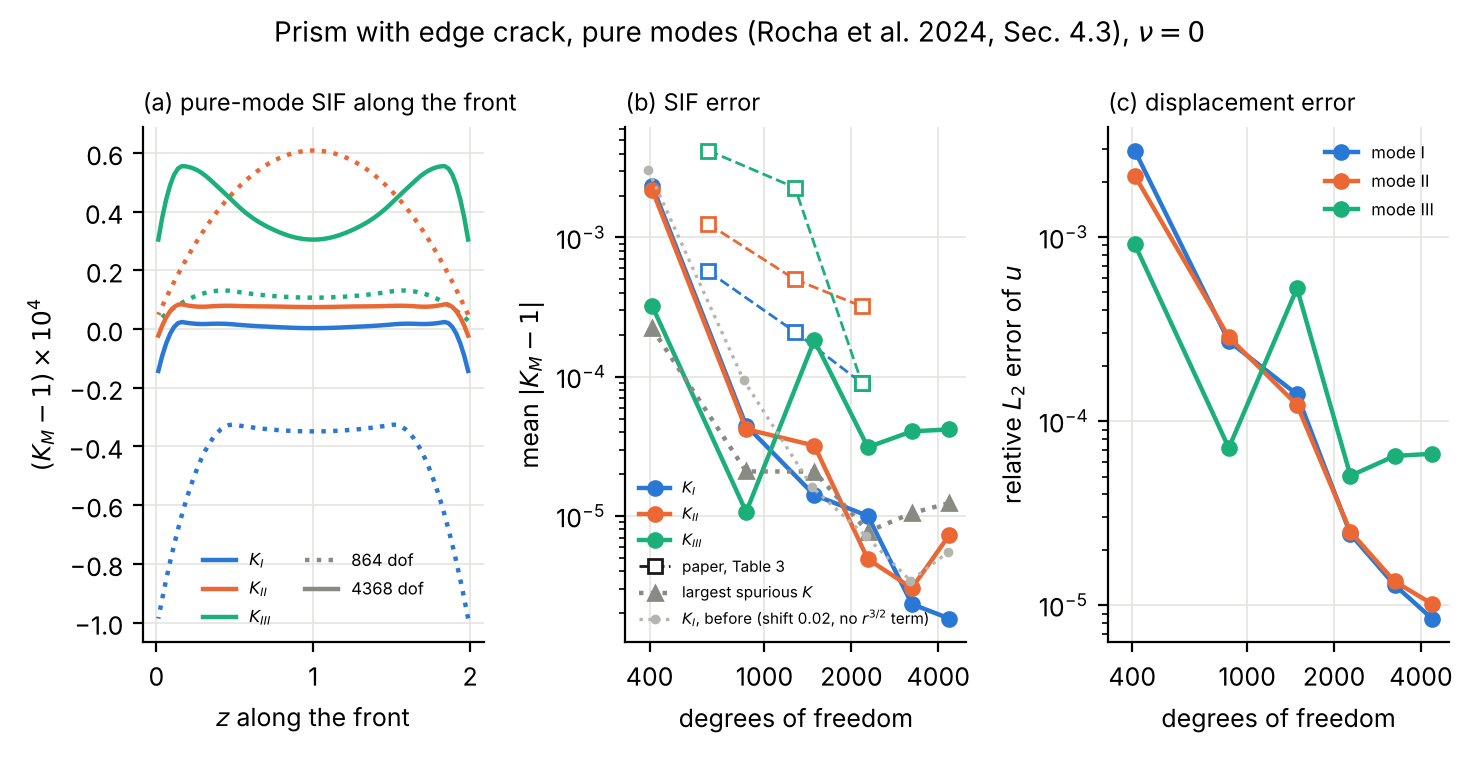 Prism with edge crack, pure modes (Rocha et al. 2024, Sec. 4.3), ν = 0
(a) pure-mode SIF along the front
(K_M − 1) × 10^4
0.6
0.4
0.2
0.0
−0.2
−0.4
−0.6
−0.8
−1.0
K_I
K_II
K_III
864 dof
4368 dof
0
1
2
z along the front
(b) SIF error
mean |K_M − 1|
10^−3
10^−4
10^−5
K_I
K_II
K_III
paper, Table 3
largest spurious K
K_I, before (shift 0.02, no r^3/2 term)
400
1000
2000
4000
degrees of freedom
(c) displacement error
relative L_2 error of u
10^−3
10^−4
10^−5
mode I
mode II
mode III
400
1000
2000
4000
degrees of freedom